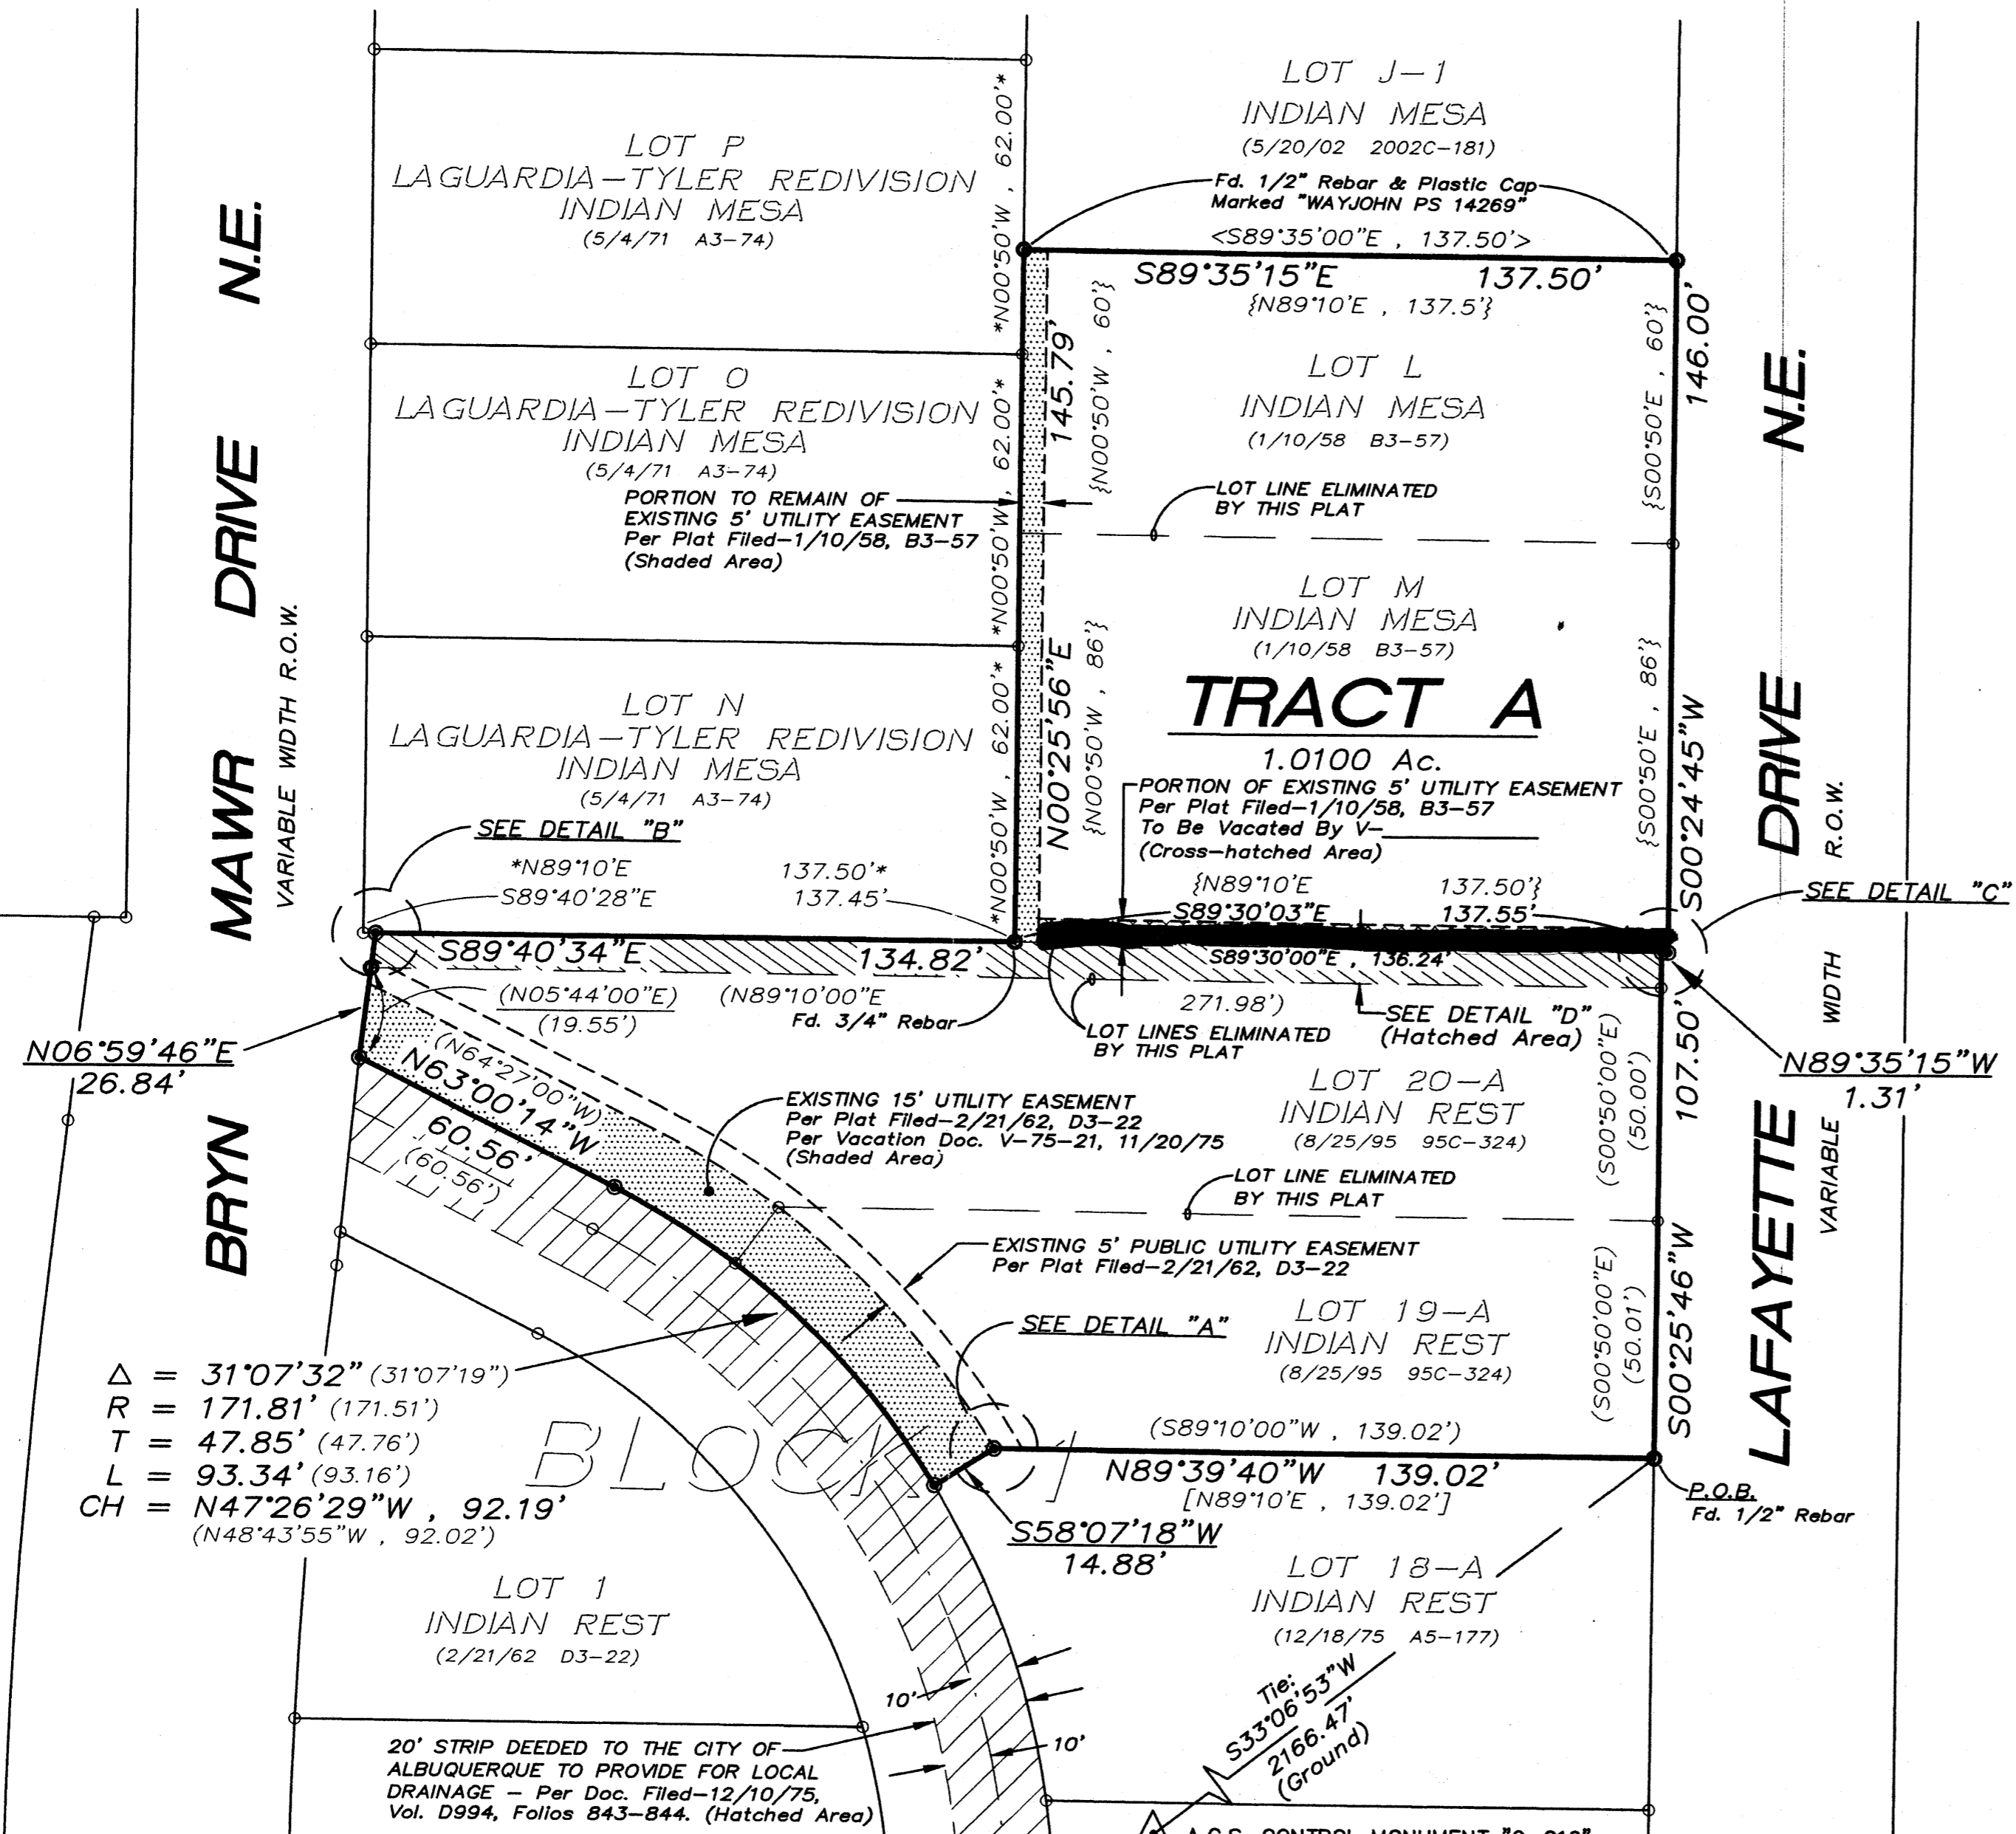 LOT P
LAGUARDIA-TYLER REDIVISION
INDIAN MESA
(5/4/71 A3-74)
*N00°50'W , 62.00'*
LOT J-1
INDIAN MESA
(5/20/02 2002C-181)
Fd. 1/2" Rebar & Plastic Cap
Marked "WAYJOHN PS 14269"
<S89°35'00"E , 137.50'>
S89°35'15"E 137.50'
{N89°10'E , 137.5'}
LOT O
LAGUARDIA-TYLER REDIVISION
INDIAN MESA
(5/4/71 A3-74)
*N00°50'W , 62.00'*
PORTION TO REMAIN OF
EXISTING 5' UTILITY EASEMENT
Per Plat Filed-1/10/58, B3-57
(Shaded Area)
N00°25'56"E 145.79'
{N00°50'W , 60'}
LOT L
INDIAN MESA
(1/10/58 B3-57)
{S00°50'E , 60'}
LOT LINE ELIMINATED
BY THIS PLAT
LOT M
INDIAN MESA
(1/10/58 B3-57)
{N00°50'W , 86'}
{S00°50'E , 86'}
S00°24'45"W 146.00'
TRACT A
1.0100 Ac.
PORTION OF EXISTING 5' UTILITY EASEMENT
Per Plat Filed-1/10/58, B3-57
To Be Vacated By V-
(Cross-hatched Area)
{N89°10'E 137.50'}
S89°30'03"E 137.55'
S89°30'00"E , 136.24'
LOT N
LAGUARDIA-TYLER REDIVISION
INDIAN MESA
(5/4/71 A3-74)
*N00°50'W , 62.00'*
SEE DETAIL "B"
*N89°10'E 137.50'*
S89°40'28"E 137.45'
S89°40'34"E 134.82'
(N05°44'00"E)
(19.55')
(N89°10'00"E 271.98')
Fd. 3/4" Rebar
LOT LINES ELIMINATED
BY THIS PLAT
SEE DETAIL "D"
(Hatched Area)
SEE DETAIL "C"
N89°35'15"W
1.31'
BRYN MAWR DRIVE N.E.
VARIABLE WIDTH R.O.W.
LAFAYETTE DRIVE N.E.
VARIABLE WIDTH R.O.W.
N06°59'46"E
26.84'
(N64°27'00"W)
N63°00'14"W
60.56'
(60.56')
EXISTING 15' UTILITY EASEMENT
Per Plat Filed-2/21/62, D3-22
Per Vacation Doc. V-75-21, 11/20/75
(Shaded Area)
LOT 20-A
INDIAN REST
(8/25/95 95C-324)
(S00°50'00"E)
(50.00')
S00°25'46"W 107.50'
LOT LINE ELIMINATED
BY THIS PLAT
EXISTING 5' PUBLIC UTILITY EASEMENT
Per Plat Filed-2/21/62, D3-22
SEE DETAIL "A"
LOT 19-A
INDIAN REST
(8/25/95 95C-324)
(S00°50'00"E)
(50.01')
(S89°10'00"W , 139.02')
N89°39'40"W 139.02'
[N89°10'E , 139.02']
P.O.B.
Fd. 1/2" Rebar
S58°07'18"W
14.88'
Δ = 31°07'32" (31°07'19")
R = 171.81' (171.51')
T = 47.85' (47.76')
L = 93.34' (93.16')
CH = N47°26'29"W , 92.19'
(N48°43'55"W , 92.02')
BLOCK 1
LOT 1
INDIAN REST
(2/21/62 D3-22)
LOT 18-A
INDIAN REST
(12/18/75 A5-177)
Tie:
S33°06'53"W
2166.47'
(Ground)
10'
10'
20' STRIP DEEDED TO THE CITY OF
ALBUQUERQUE TO PROVIDE FOR LOCAL
DRAINAGE - Per Doc. Filed-12/10/75,
Vol. D994, Folios 843-844. (Hatched Area)
A.C.S. CONTROL MONUMENT